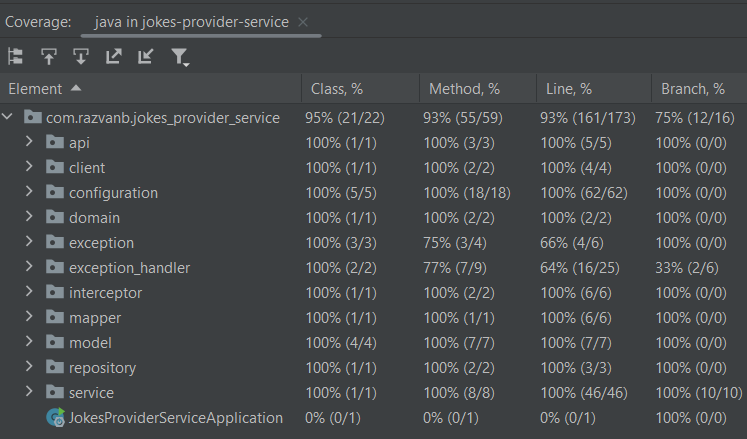 Coverage: java in jokes-provider-service
Element Class, % Method, % Line, % Branch, %
com.razvanb.jokes_provider_service 95% (21/22) 93% (55/59) 93% (161/173) 75% (12/16)
api 100% (1/1) 100% (3/3) 100% (5/5) 100% (0/0)
client 100% (1/1) 100% (2/2) 100% (4/4) 100% (0/0)
configuration 100% (5/5) 100% (18/18) 100% (62/62) 100% (0/0)
domain 100% (1/1) 100% (2/2) 100% (2/2) 100% (0/0)
exception 100% (3/3) 75% (3/4) 66% (4/6) 100% (0/0)
exception_handler 100% (2/2) 77% (7/9) 64% (16/25) 33% (2/6)
interceptor 100% (1/1) 100% (2/2) 100% (6/6) 100% (0/0)
mapper 100% (1/1) 100% (1/1) 100% (6/6) 100% (0/0)
model 100% (4/4) 100% (7/7) 100% (7/7) 100% (0/0)
repository 100% (1/1) 100% (2/2) 100% (3/3) 100% (0/0)
service 100% (1/1) 100% (8/8) 100% (46/46) 100% (10/10)
JokesProviderServiceApplication 0% (0/1) 0% (0/1) 0% (0/1) 100% (0/0)